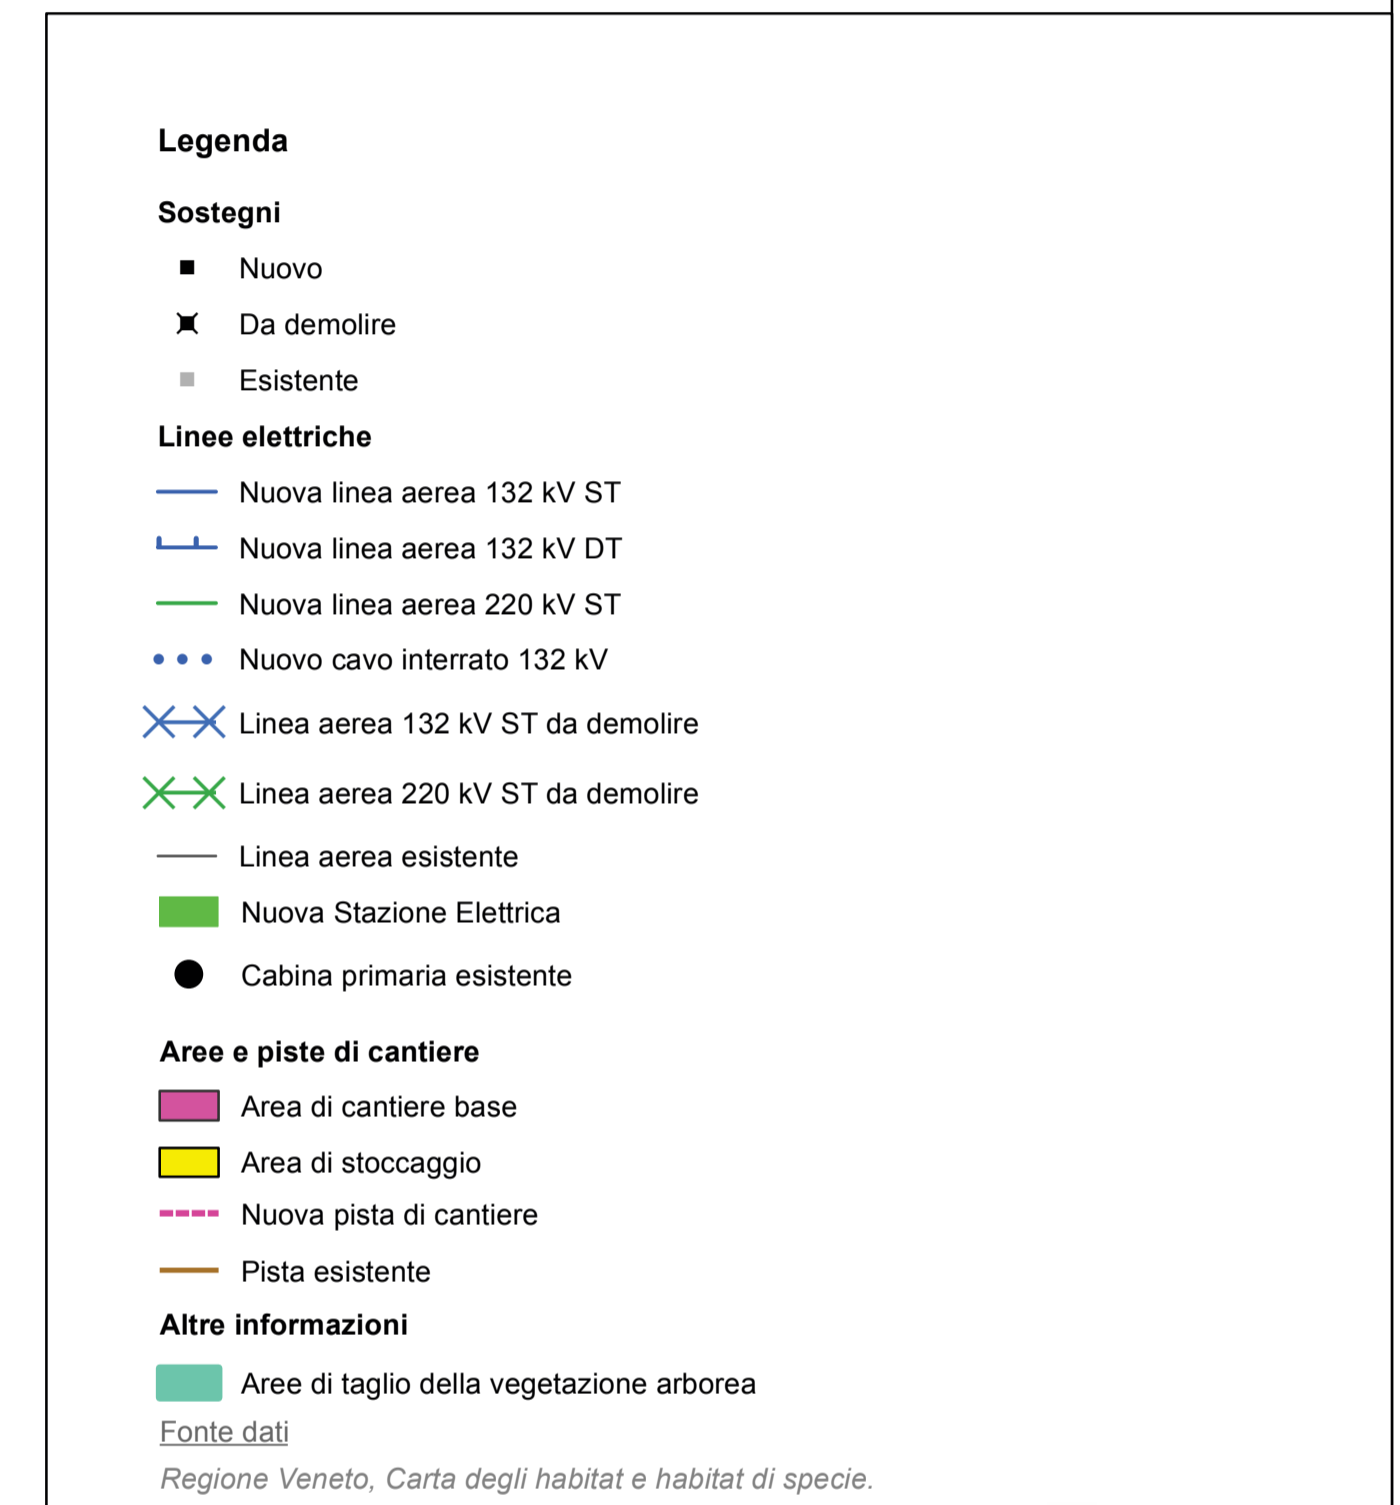 Legenda
Sostegni
Nuovo
Da demolire
Esistente
Linee elettriche
Nuova linea aerea 132 kV ST
Nuova linea aerea 132 kV DT
Nuova linea aerea 220 kV ST
Nuovo cavo interrato 132 kV
Linea aerea 132 kV ST da demolire
Linea aerea 220 kV ST da demolire
Linea aerea esistente
Nuova Stazione Elettrica
Cabina primaria esistente
Aree e piste di cantiere
Area di cantiere base
Area di stoccaggio
Nuova pista di cantiere
Pista esistente
Altre informazioni
Aree di taglio della vegetazione arborea
Fonte dati
Regione Veneto, Carta degli habitat e habitat di specie.